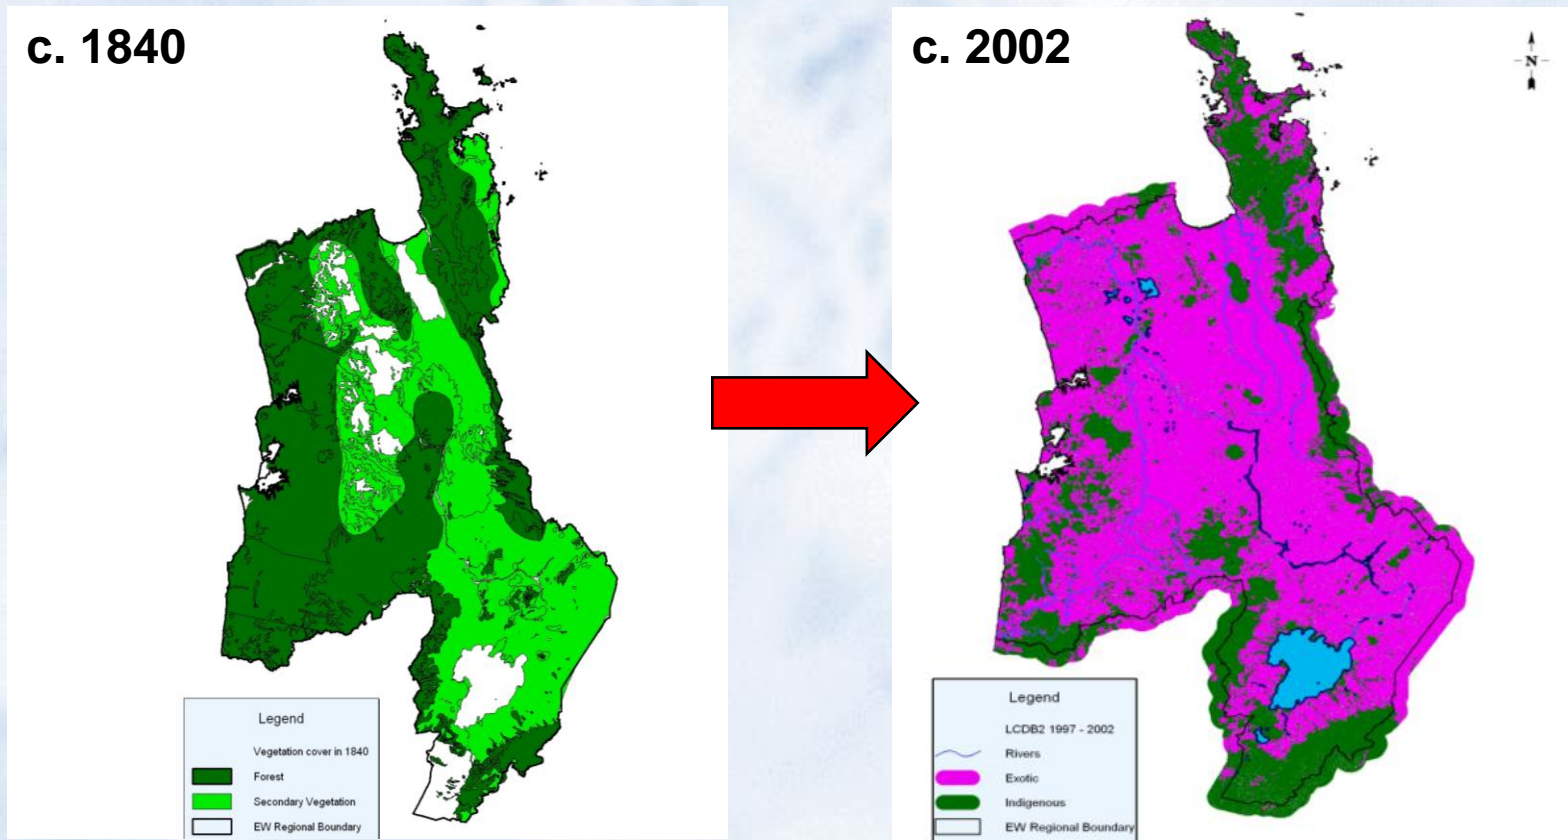 c. 1840
Legend
Vegetation cover in 1840
Forest
Secondary Vegetation
EW Regional Boundary
c. 2002
N
Legend
LCDB2 1997 - 2002
Rivers
Exotic
Indigenous
EW Regional Boundary